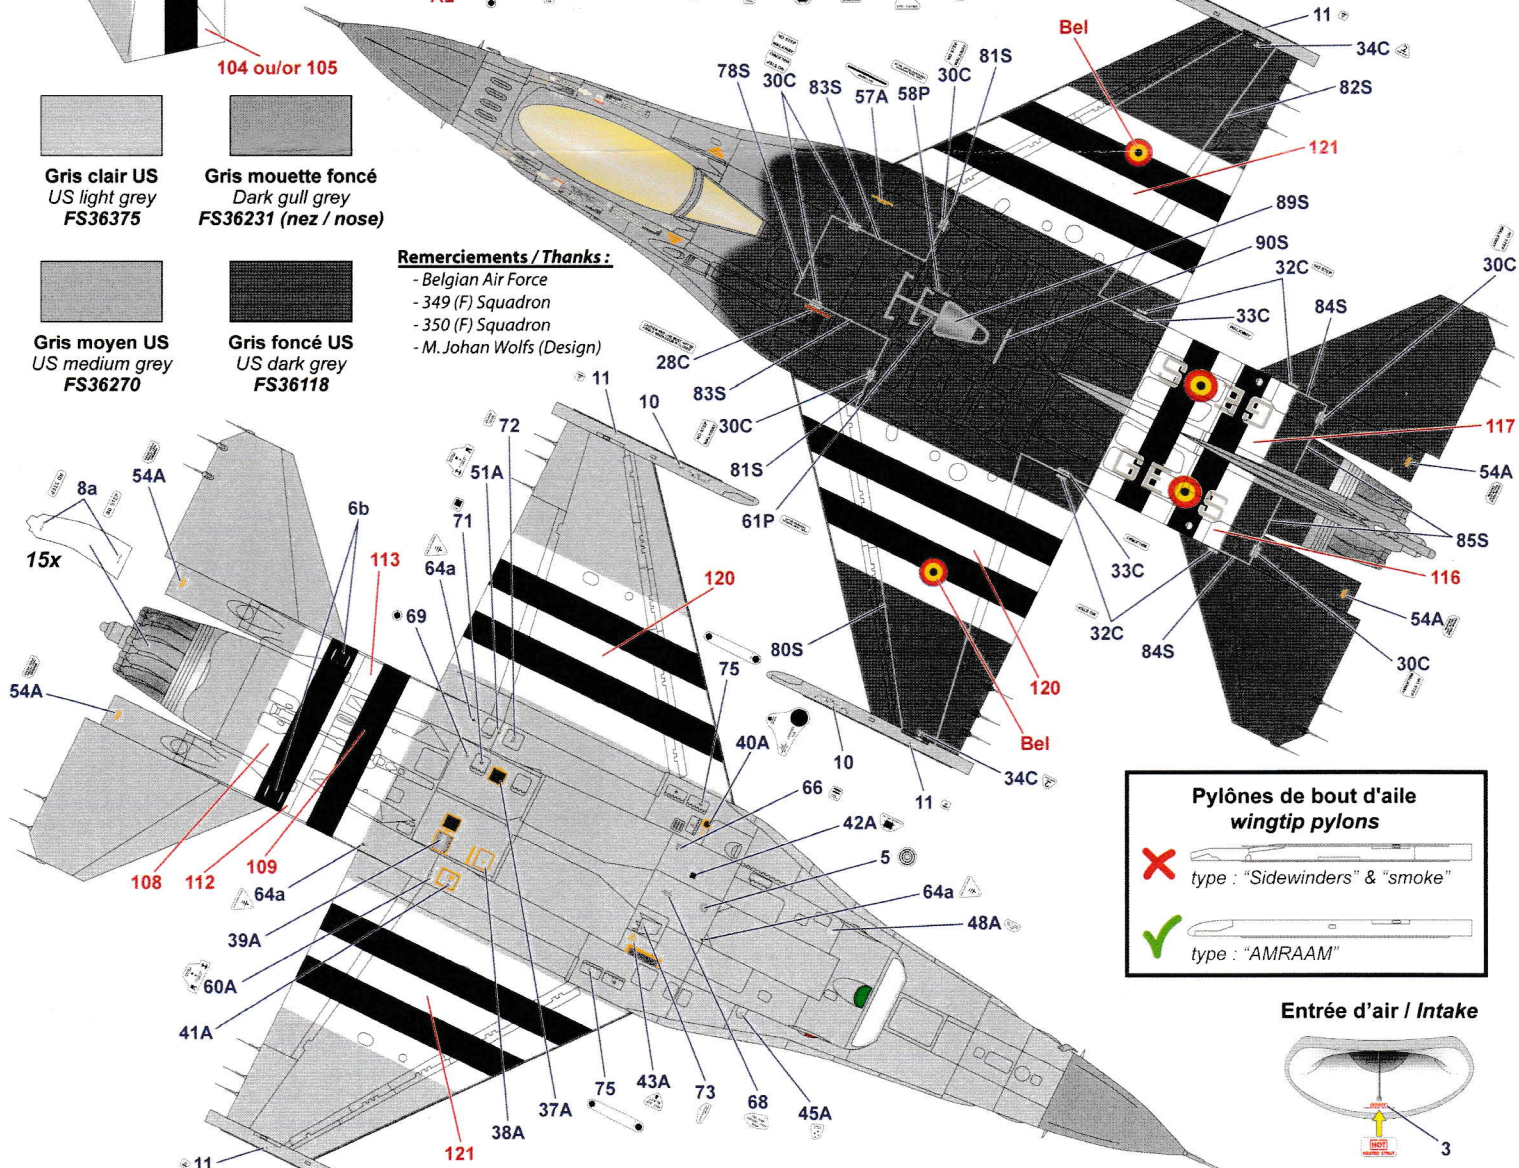 104 ou/or 105
Gris clair US
US light grey
FS36375
Gris mouette foncé
Dark gull grey
FS36231 (nez / nose)
Gris moyen US
US medium grey
FS36270
Gris foncé US
US dark grey
FS36118
Remerciements / Thanks :
- Belgian Air Force
- 349 (F) Squadron
- 350 (F) Squadron
- M. Johan Wolfs (Design)
78S
30C
83S
57A
58P
30C
81S
Bel
11
34C
82S
121
89S
90S
32C
33C
84S
30C
117
54A
85S
116
54A
30C
84S
32C
33C
28C
83S
30C
81S
61P
80S
120
Bel
34C
11
10
11
10
72
51A
71
64a
69
113
6b
54A
8a
15x
54A
108
112
109
64a
39A
60A
41A
120
75
40A
66
42A
5
64a
48A
121
11
38A
37A
75
43A
73
68
45A
Pylônes de bout d'aile
wingtip pylons
type : “Sidewinders” & “smoke”
type : “AMRAAM”
Entrée d'air / Intake
3
HOT